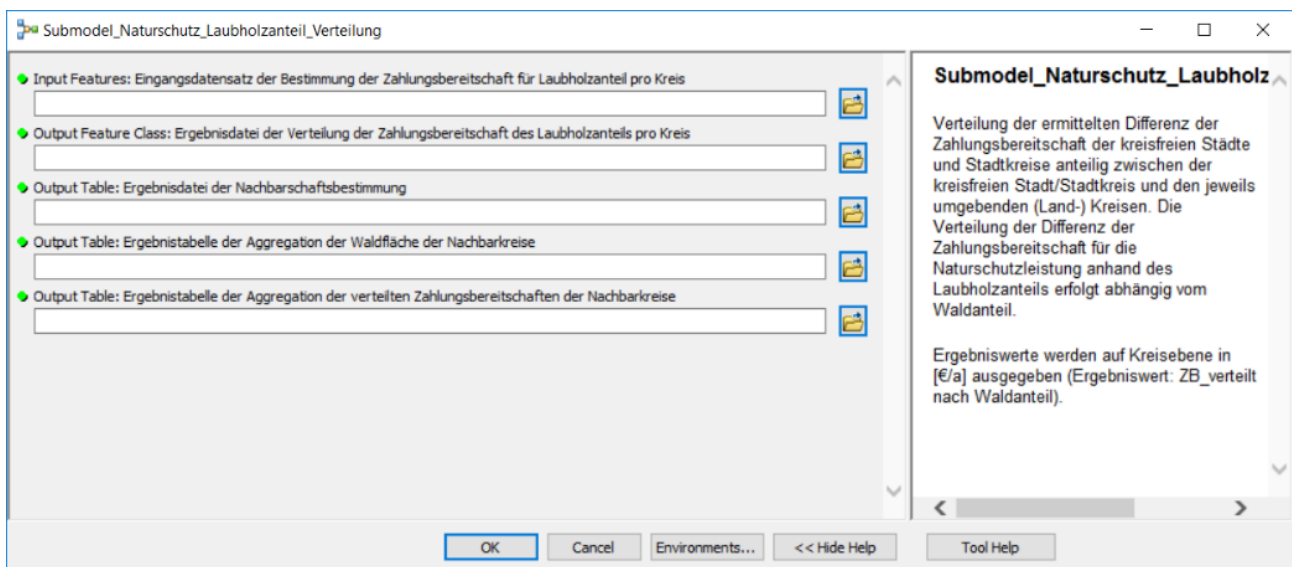 Submodel_Naturschutz_Laubholzanteil_Verteilung
Input Features: Eingangsdatensatz der Bestimmung der Zahlungsbereitschaft für Laubholzanteil pro Kreis
Output Feature Class: Ergebnisdatei der Verteilung der Zahlungsbereitschaft des Laubholzanteils pro Kreis
Output Table: Ergebnisdatei der Nachbarschaftsbestimmung
Output Table: Ergebnistabelle der Aggregation der Waldfläche der Nachbarkreise
Output Table: Ergebnistabelle der Aggregation der verteilten Zahlungsbereitschaften der Nachbarkreise
Submodel_Naturschutz_Laubholz
Verteilung der ermittelten Differenz der
Zahlungsbereitschaft der kreisfreien Städte
und Stadtkreise anteilig zwischen der
kreisfreien Stadt/Stadtkreis und den jeweils
umgebenden (Land-) Kreisen. Die
Verteilung der Differenz der
Zahlungsbereitschaft für die
Naturschutzleistung anhand des
Laubholzanteils erfolgt abhängig vom
Waldanteil.
Ergebniswerte werden auf Kreisebene in
[€/a] ausgegeben (Ergebniswert: ZB_verteilt
nach Waldanteil).
OK Cancel Environments... << Hide Help Tool Help